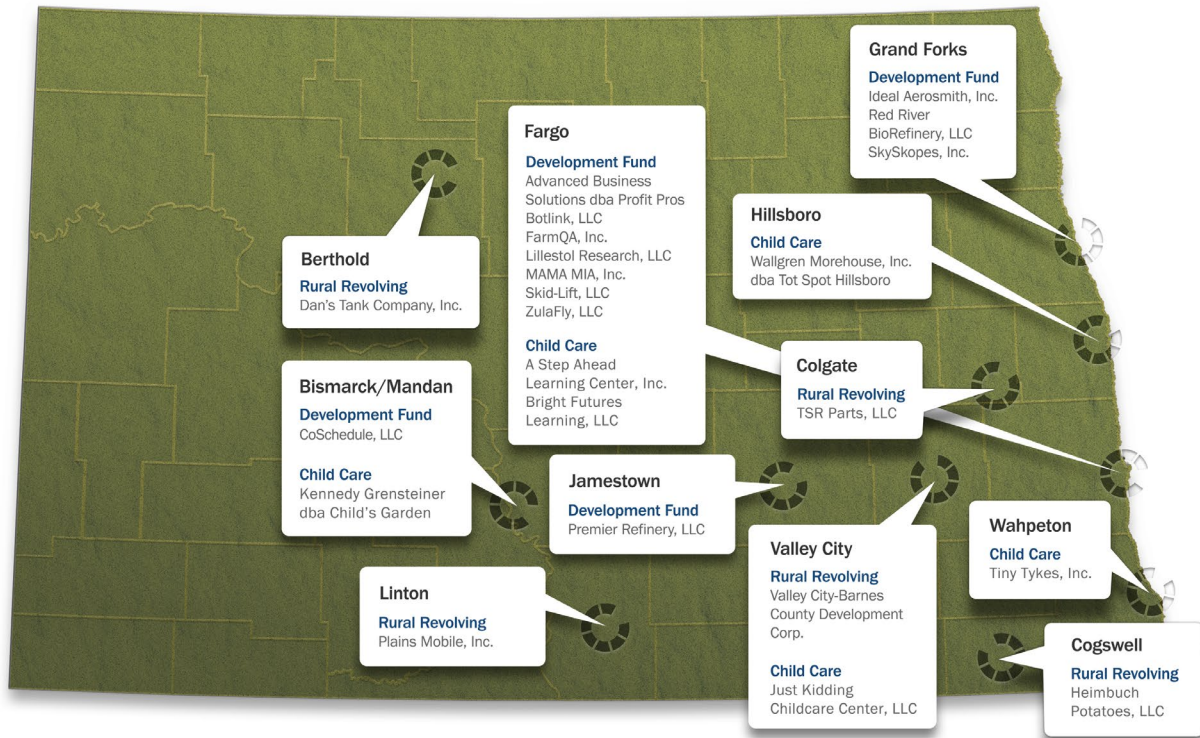 Grand Forks
Development Fund
Ideal Aerosmith, Inc.
Red River
BioRefinery, LLC
SkySkopes, Inc.
Fargo
Development Fund
Advanced Business
Solutions dba Profit Pros
Botlink, LLC
FarmQA, Inc.
Lillestol Research, LLC
MAMA MIA, Inc.
Skid-Lift, LLC
ZulaFly, LLC
Child Care
A Step Ahead
Learning Center, Inc.
Bright Futures
Learning, LLC
Hillsboro
Child Care
Wallgren Morehouse, Inc.
dba Tot Spot Hillsboro
Berthold
Rural Revolving
Dan's Tank Company, Inc.
Colgate
Rural Revolving
TSR Parts, LLC
Bismarck/Mandan
Development Fund
CoSchedule, LLC
Child Care
Kennedy Grensteiner
dba Child's Garden
Jamestown
Development Fund
Premier Refinery, LLC
Wahpeton
Child Care
Tiny Tykes, Inc.
Valley City
Rural Revolving
Valley City-Barnes
County Development
Corp.
Child Care
Just Kidding
Childcare Center, LLC
Linton
Rural Revolving
Plains Mobile, Inc.
Cogswell
Rural Revolving
Heimbuch
Potatoes, LLC